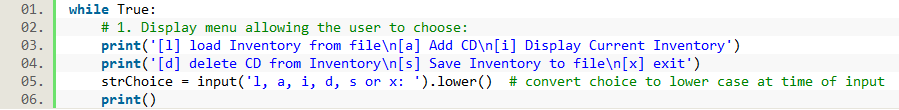 01. while True:
02.     # 1. Display menu allowing the user to choose:
03.     print('[l] load Inventory from file\n[a] Add CD\n[i] Display Current Inventory')
04.     print('[d] delete CD from Inventory\n[s] Save Inventory to file\n[x] exit')
05.     strChoice = input('l, a, i, d, s or x: ').lower()  # convert choice to lower case at time of input
06.     print()